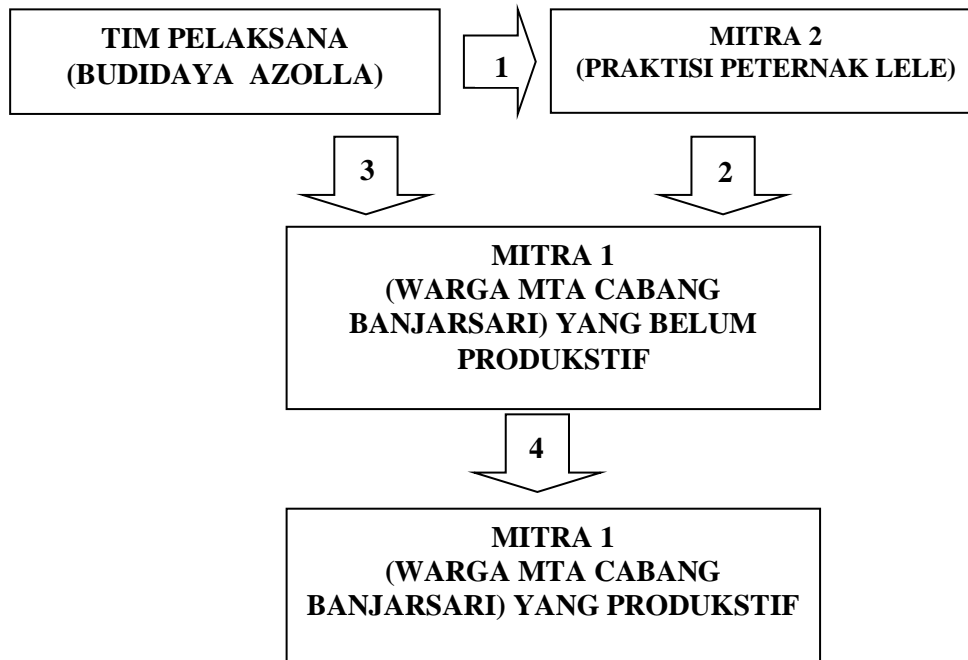 TIM PELAKSANA
(BUDIDAYA AZOLLA)
1
MITRA 2
(PRAKTISI PETERNAK LELE)
3
2
MITRA 1
(WARGA MTA CABANG
BANJARSARI) YANG BELUM
PRODUKSTIF
4
MITRA 1
(WARGA MTA CABANG
BANJARSARI) YANG PRODUKSTIF